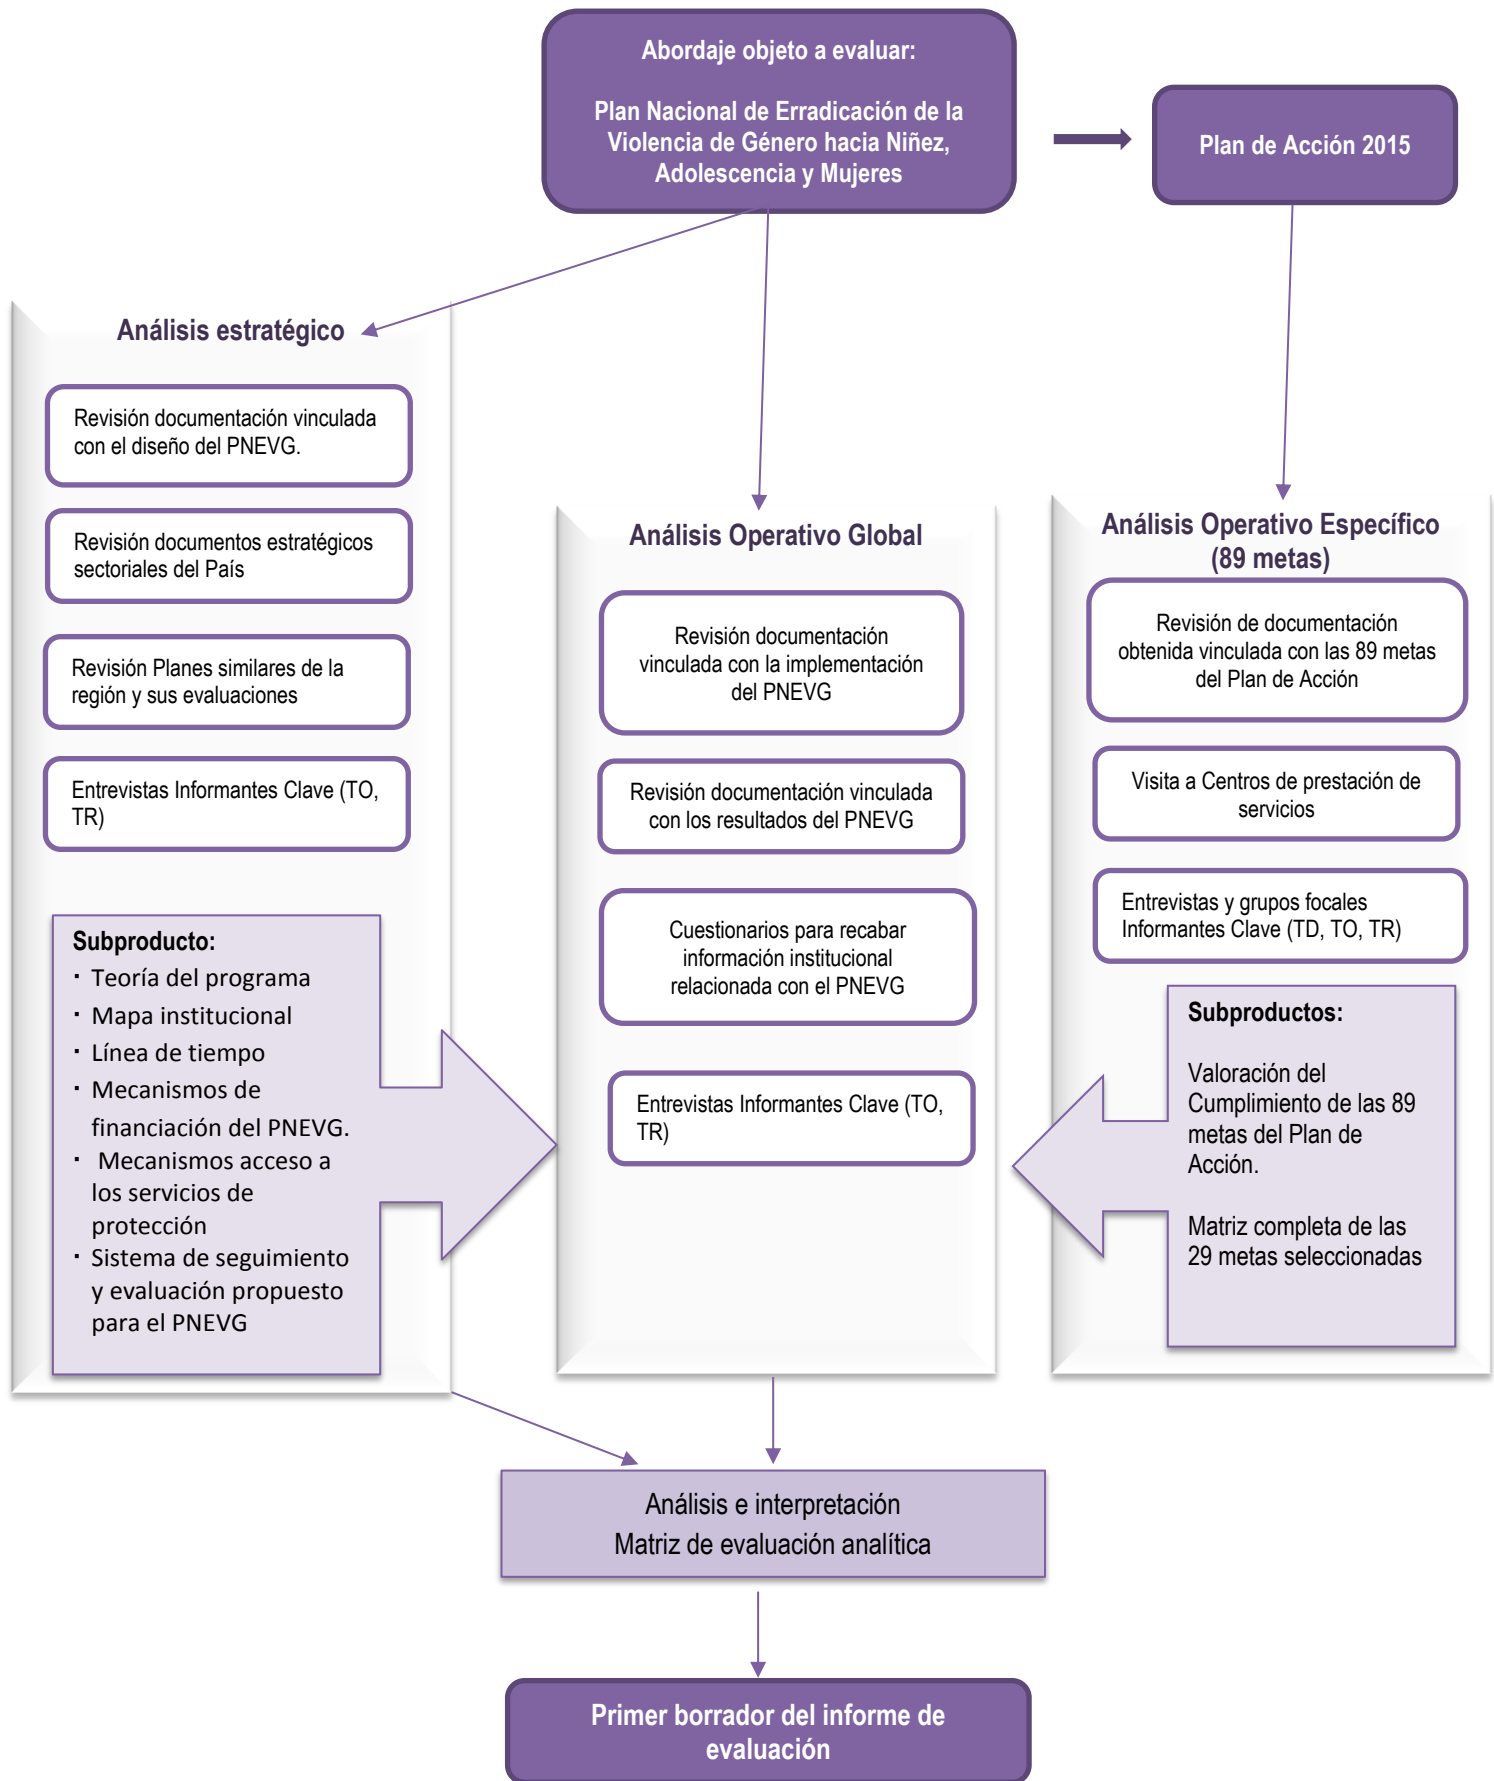 Abordaje objeto a evaluar:
Plan Nacional de Erradicación de la
Violencia de Género hacia Niñez,
Adolescencia y Mujeres
Plan de Acción 2015
Análisis estratégico
Revisión documentación vinculada
con el diseño del PNEVG.
Revisión documentos estratégicos
sectoriales del País
Revisión Planes similares de la
región y sus evaluaciones
Entrevistas Informantes Clave (TO,
TR)
Subproducto:
· Teoría del programa
· Mapa institucional
· Línea de tiempo
· Mecanismos de
financiación del PNEVG.
· Mecanismos acceso a
los servicios de
protección
· Sistema de seguimiento
y evaluación propuesto
para el PNEVG
Análisis Operativo Global
Revisión documentación
vinculada con la implementación
del PNEVG
Revisión documentación vinculada
con los resultados del PNEVG
Cuestionarios para recabar
información institucional
relacionada con el PNEVG
Entrevistas Informantes Clave (TO,
TR)
Análisis Operativo Específico
(89 metas)
Revisión de documentación
obtenida vinculada con las 89 metas
del Plan de Acción
Visita a Centros de prestación de
servicios
Entrevistas y grupos focales
Informantes Clave (TD, TO, TR)
Subproductos:
Valoración del
Cumplimiento de las 89
metas del Plan de
Acción.
Matriz completa de las
29 metas seleccionadas
Análisis e interpretación
Matriz de evaluación analítica
Primer borrador del informe de
evaluación